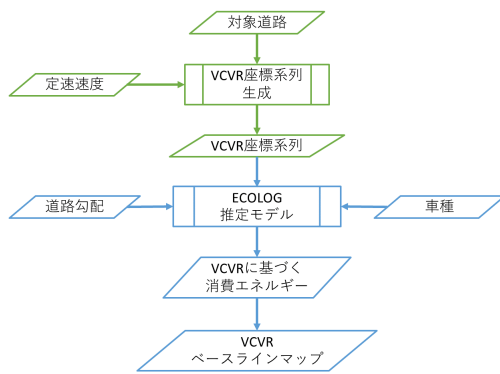 対象道路
定速速度
VCVR座標系列
生成
VCVR座標系列
道路勾配
ECOLOG
推定モデル
車種
VCVRに基づく
消費エネルギー
VCVR
ベースラインマップ